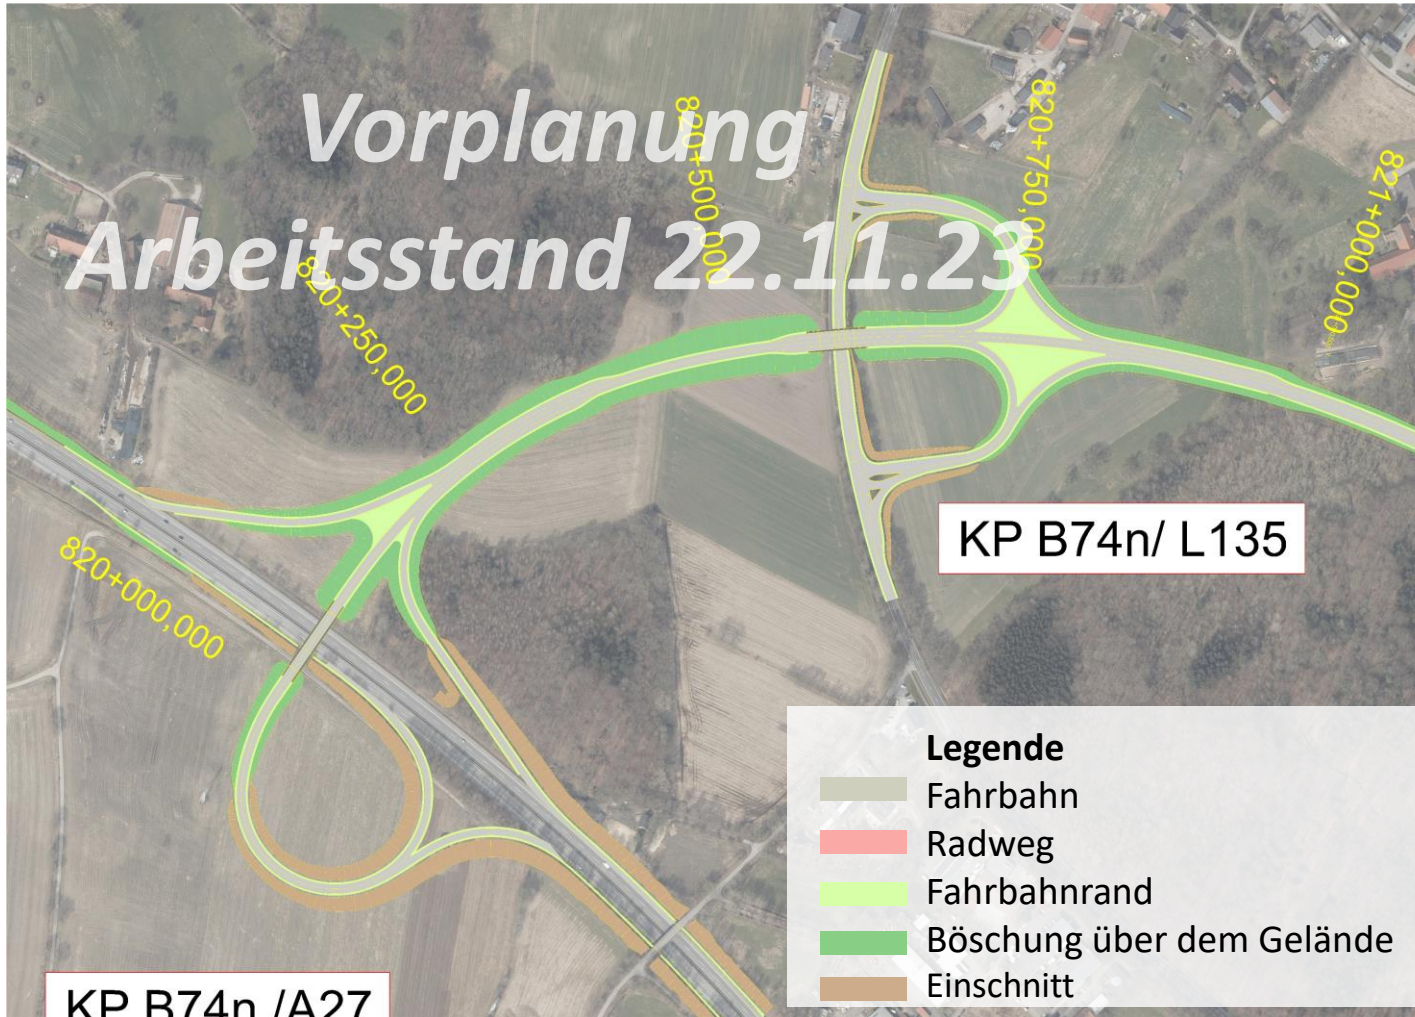 Vorplanung
Arbeitsstand 22.11.23
820+000,000
820+250,000
820+500,000
820+750,000
821+000,000
KP B74n/ L135
KP B74n /A27
Legende
Fahrbahn
Radweg
Fahrbahnrand
Böschung über dem Gelände
Einschnitt